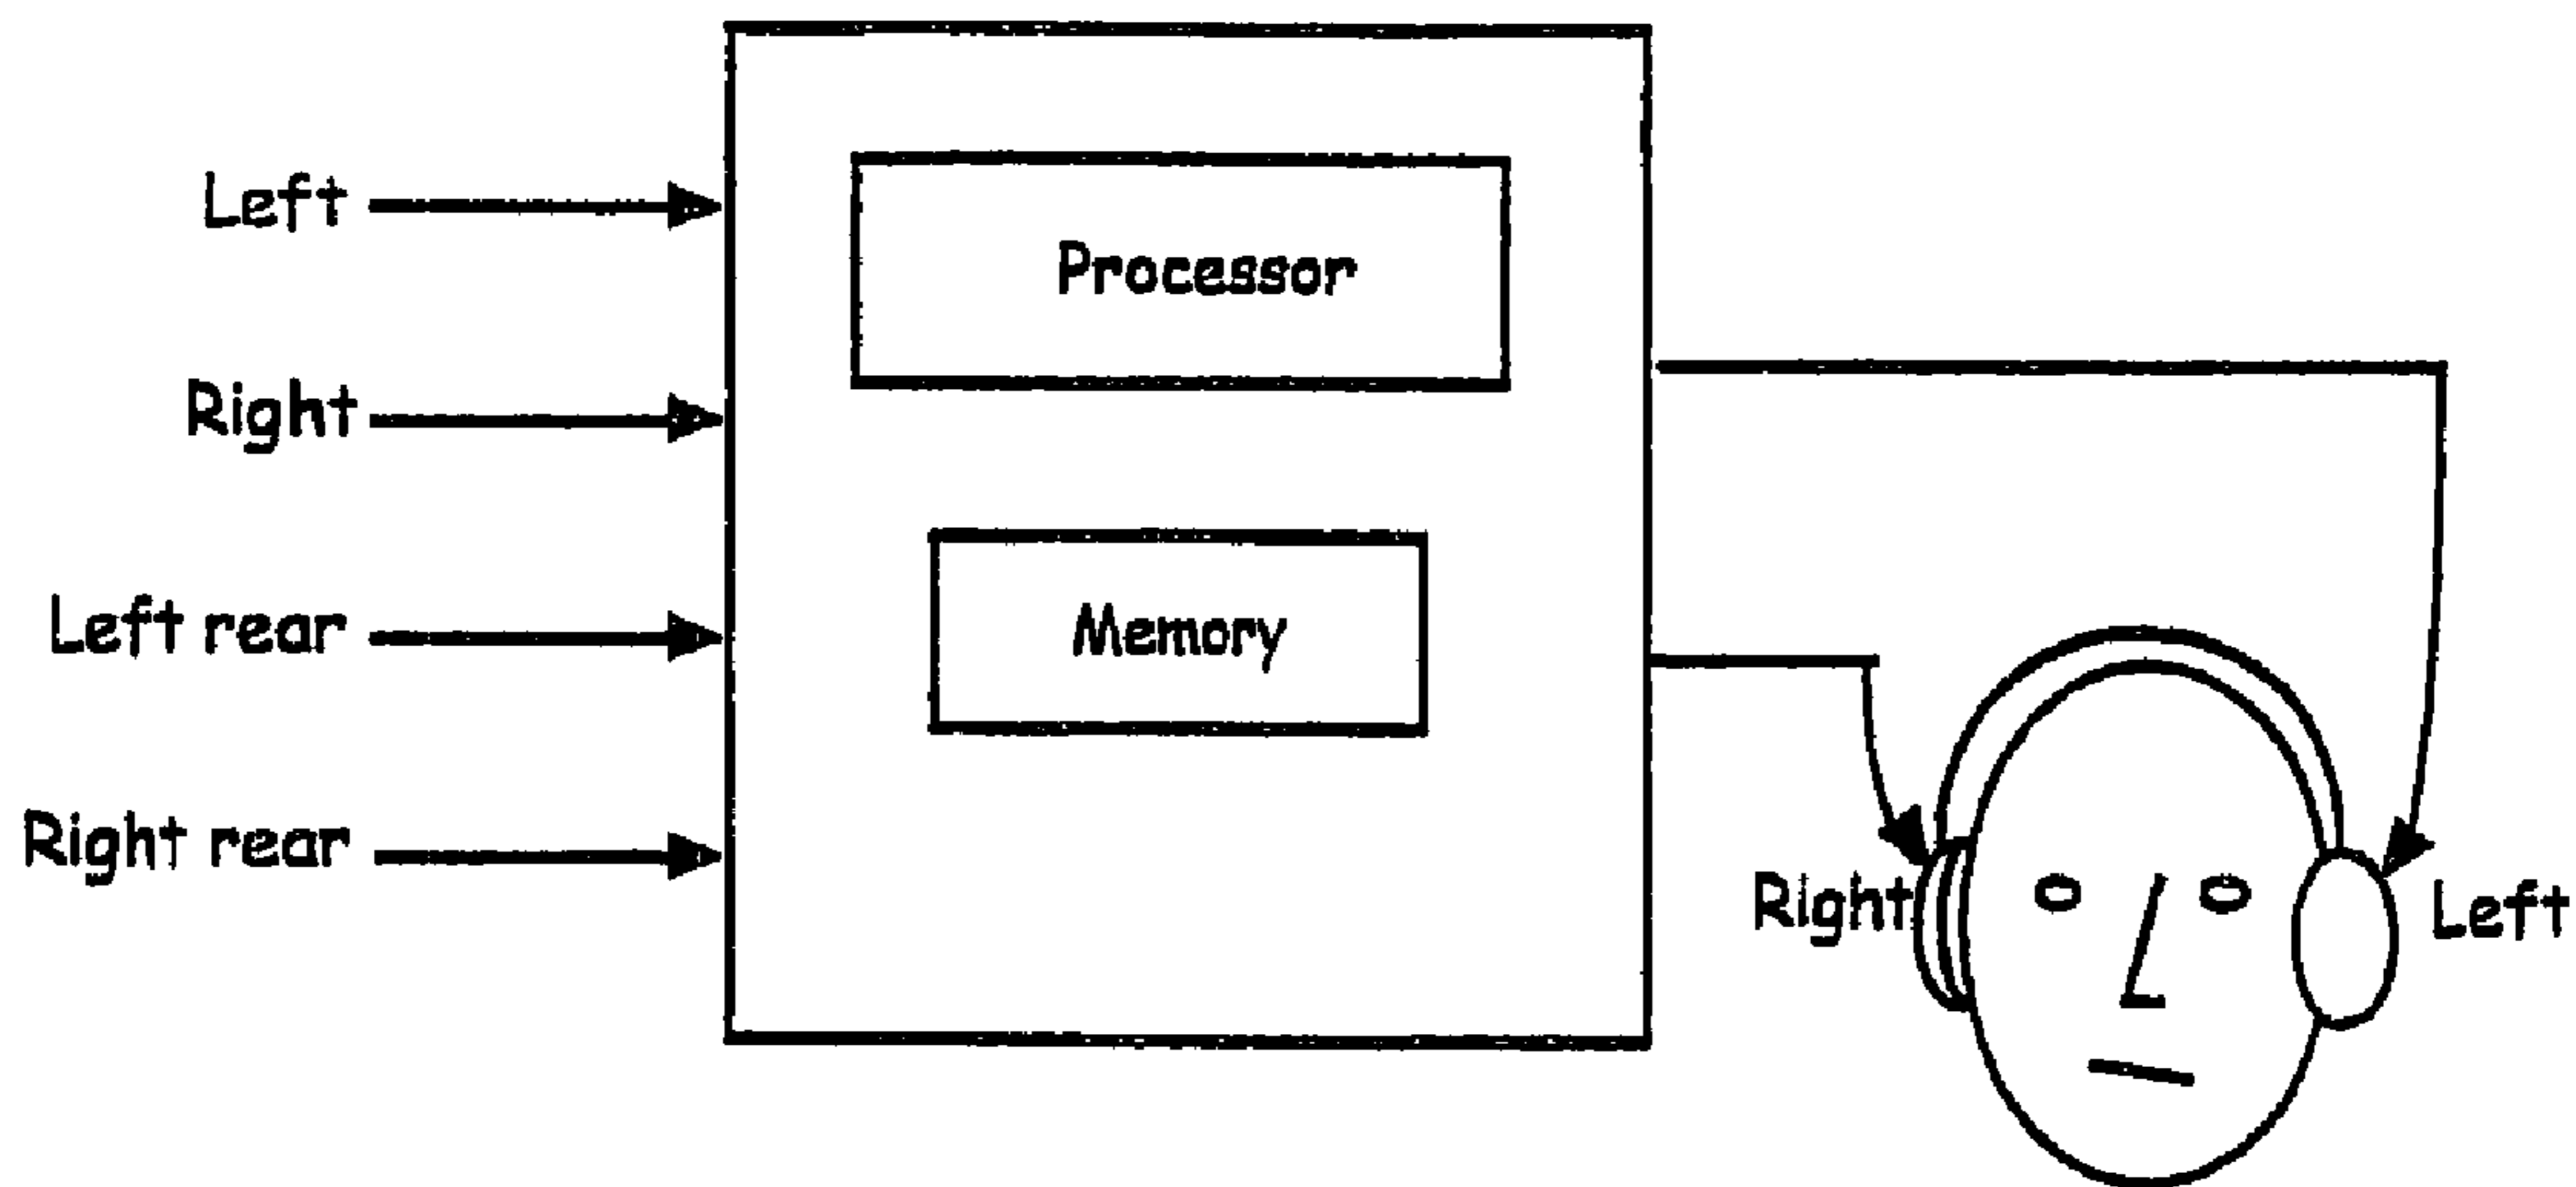 Left
Right
Left rear
Right rear
Processor
Memory
Right
Left